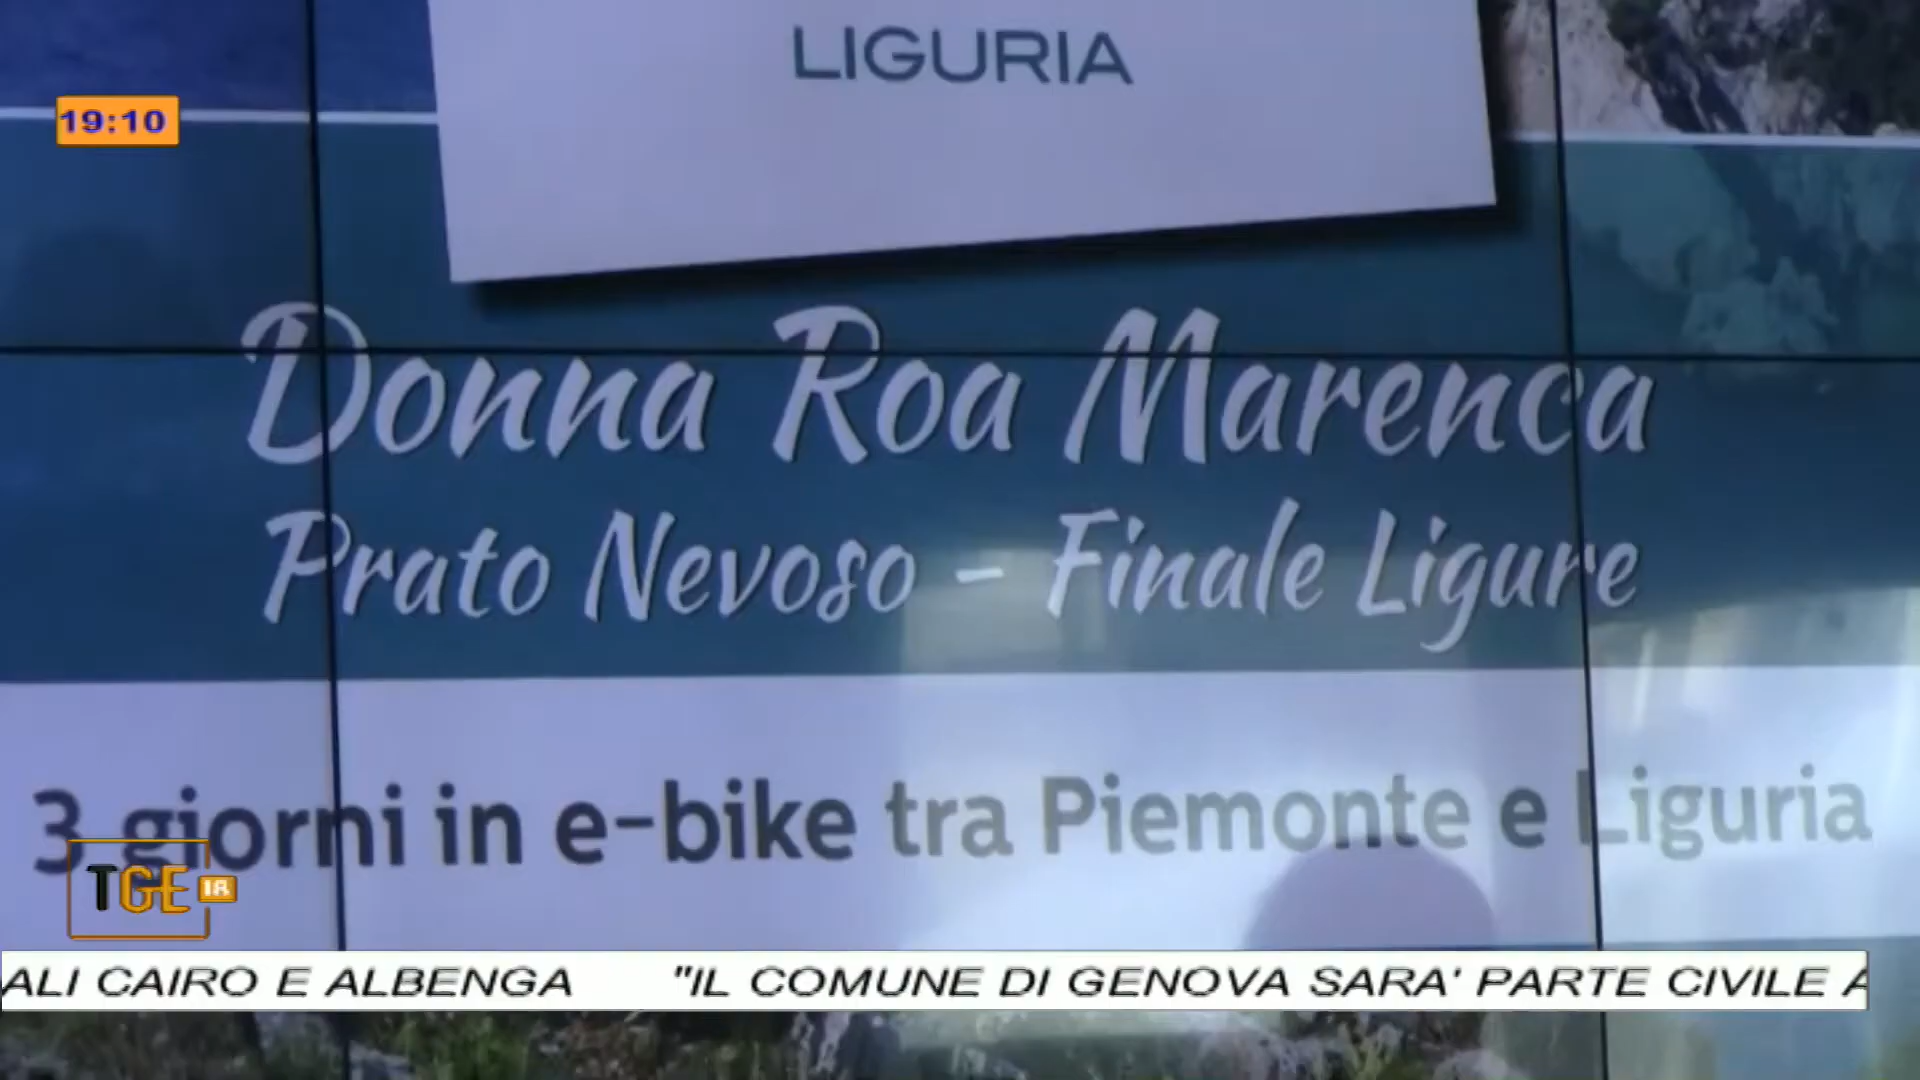 LIGURIA
19:10
Donna Roa Marenca
Prato Nevoso - Finale Ligure
3 giorni in e-bike tra Piemonte e Liguria
TGE
ALI CAIRO E ALBENGA "IL COMUNE DI GENOVA SARA' PARTE CIVILE A